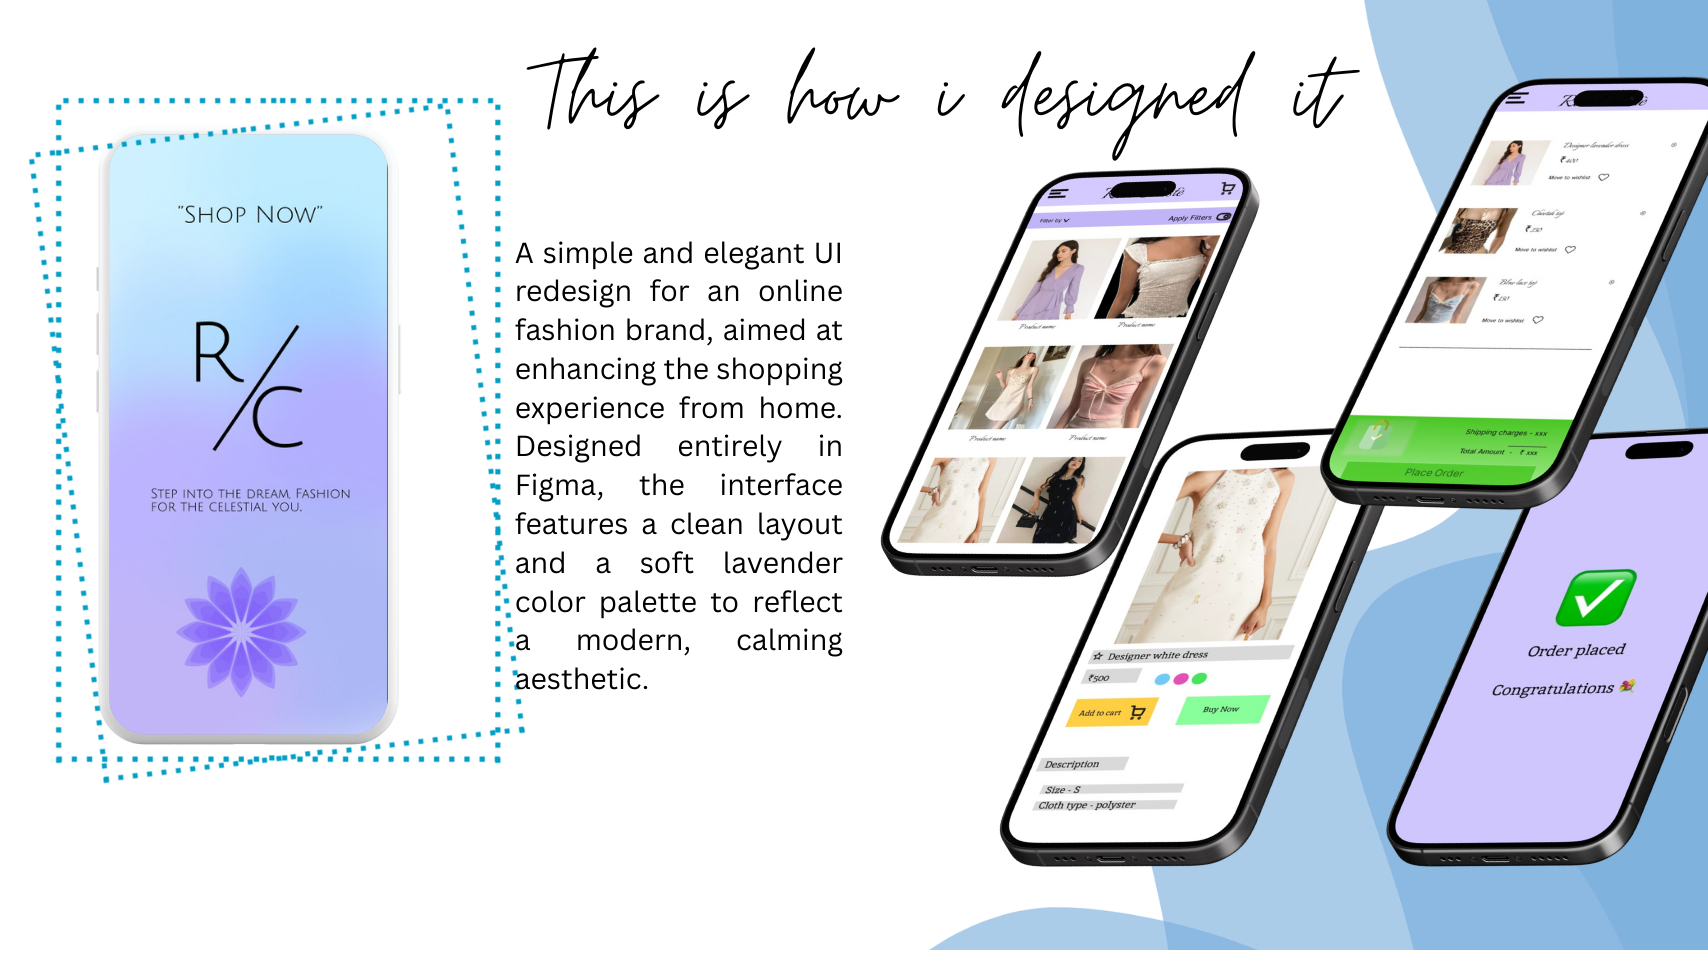 This is how i designed it
"Shop Now"
R/C
Step into the dream. Fashion
for the celestial you.
A simple and elegant UI
redesign for an online
fashion brand, aimed at
enhancing the shopping
experience from home.
Designed entirely in
Figma, the interface
features a clean layout
and a soft lavender
color palette to reflect
a modern, calming
aesthetic.
Filter by
Apply Filters
Product name
Product name
Product name
Product name
Designer lavender dress
₹400
Move to wishlist
Cheetah top
₹250
Move to wishlist
Blue lace top
₹250
Move to wishlist
Shipping charges - xxx
Total Amount - ₹ xxx
Place Order
Designer white dress
₹500
Add to cart
Buy Now
Description
Size - S
Cloth type - polyster
Order placed
Congratulations